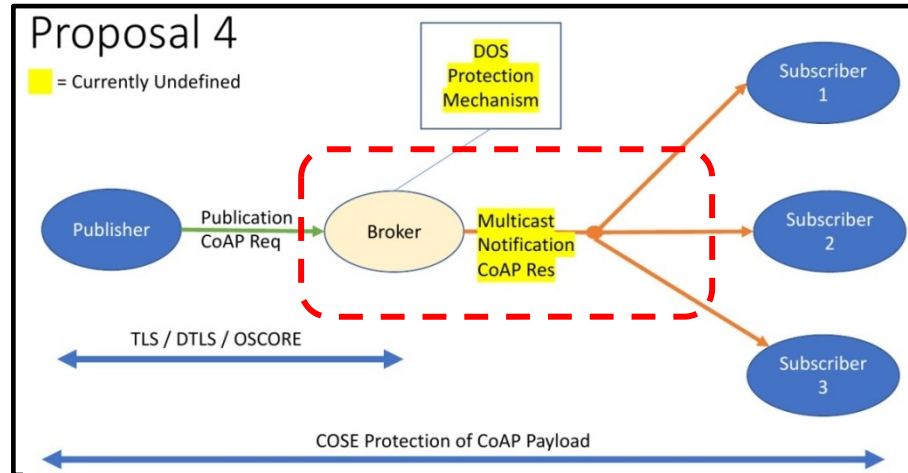 Proposal 4
= Currently Undefined
DOS
Protection
Mechanism
Subscriber
1
Publisher
Publication
CoAP Req
Broker
Multicast
Notification
CoAP Res
Subscriber
2
TLS / DTLS / OSCORE
Subscriber
3
COSE Protection of CoAP Payload